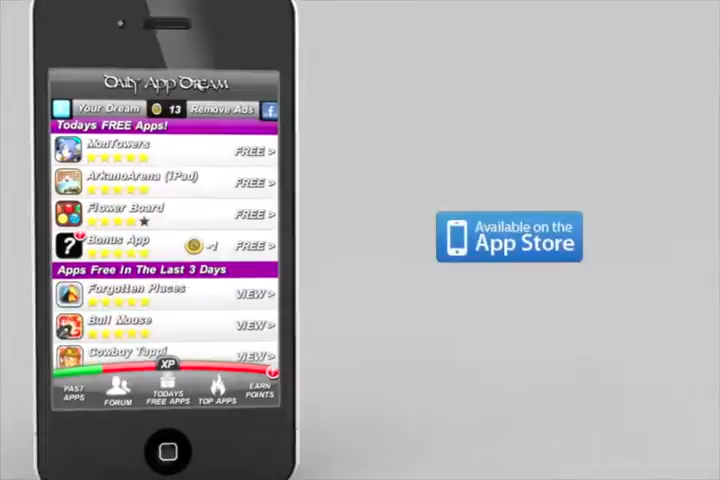 Daily App Dream
Your Dream 13 Remove Ads f
Todays FREE Apps!
MonTowers FREE >
ArkanoArena (iPad) FREE >
Flower Board FREE >
? Bonus App -1 FREE >
Apps Free In The Last 3 Days
Forgotten Places VIEW >
Bull Mouse VIEW >
Cowboy Tappi VIEW >
XP
PAST APPS
FORUM
TODAYS FREE APPS
TOP APPS
EARN POINTS
Available on the
App Store